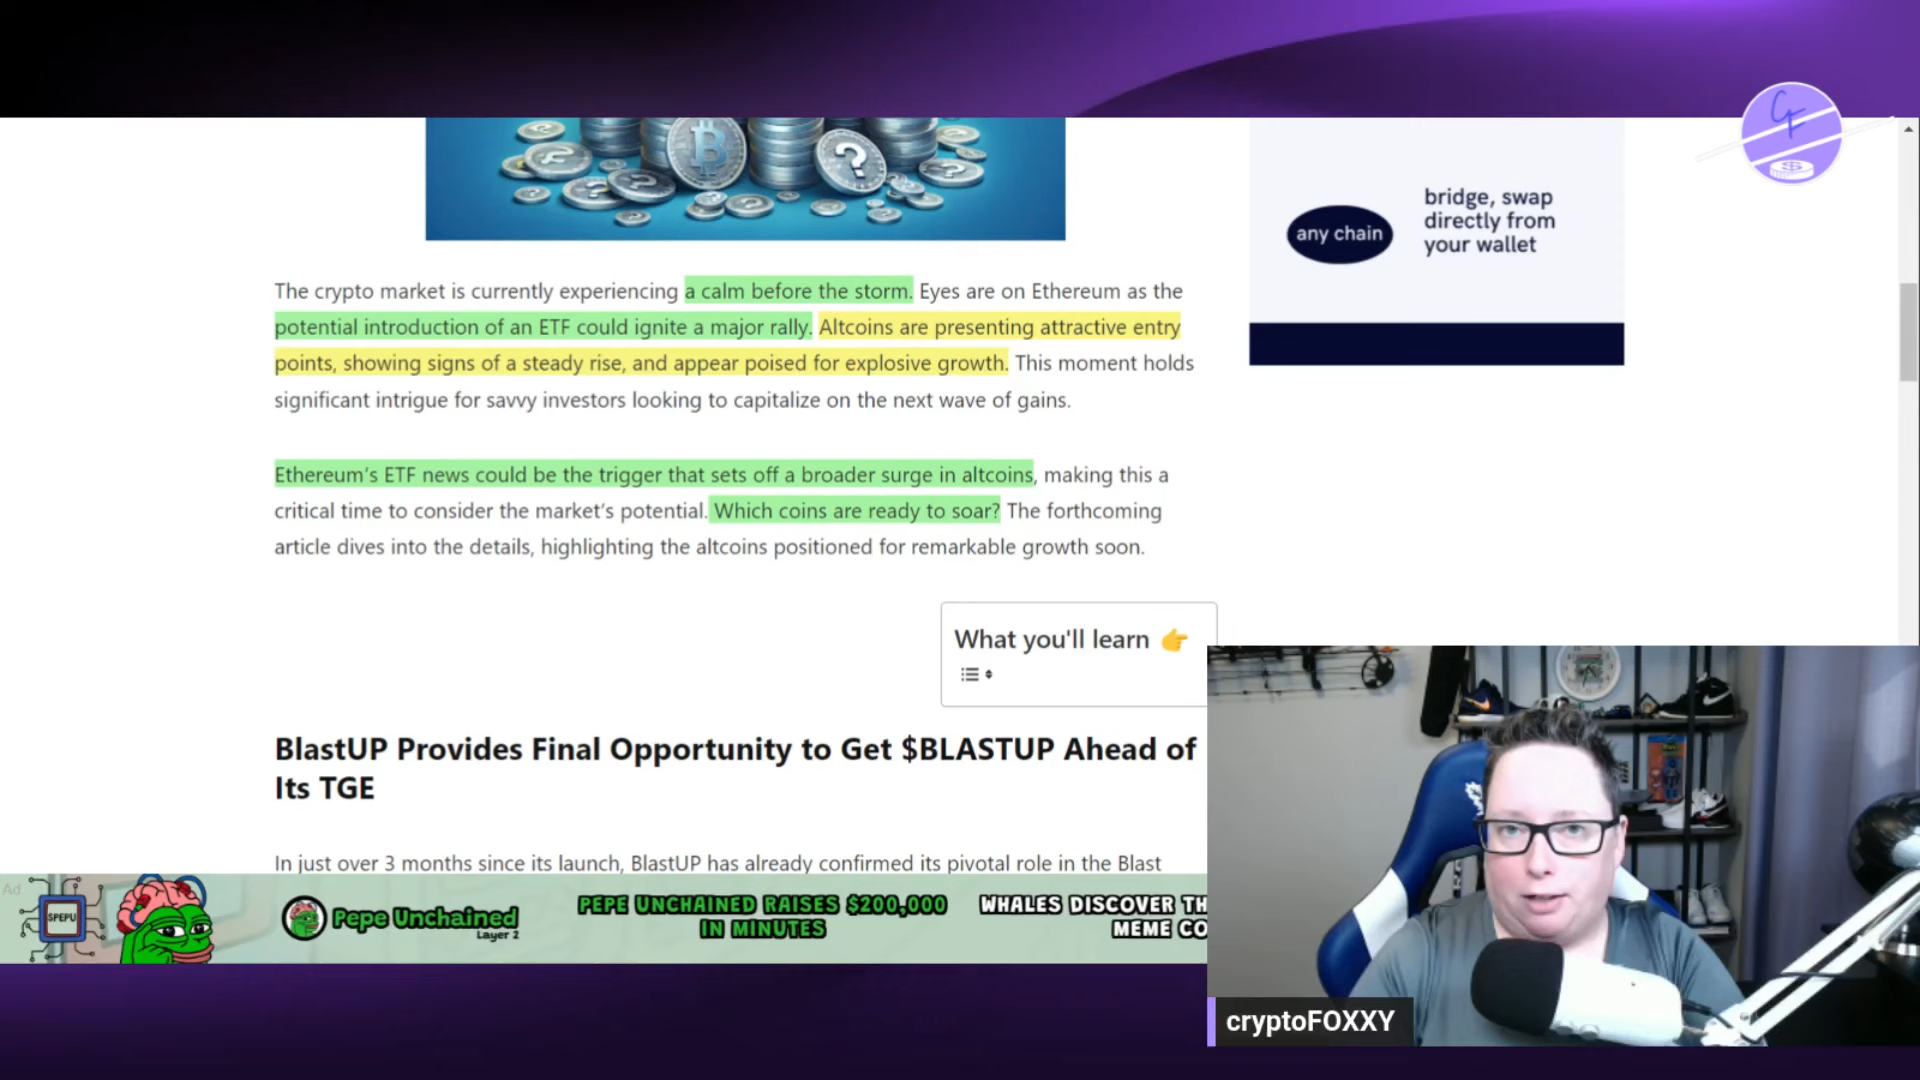 any chain
bridge, swap
directly from
your wallet
The crypto market is currently experiencing a calm before the storm. Eyes are on Ethereum as the
potential introduction of an ETF could ignite a major rally. Altcoins are presenting attractive entry
points, showing signs of a steady rise, and appear poised for explosive growth. This moment holds
significant intrigue for savvy investors looking to capitalize on the next wave of gains.
Ethereum’s ETF news could be the trigger that sets off a broader surge in altcoins, making this a
critical time to consider the market’s potential. Which coins are ready to soar? The forthcoming
article dives into the details, highlighting the altcoins positioned for remarkable growth soon.
What you'll learn 👉
BlastUP Provides Final Opportunity to Get $BLASTUP Ahead of
Its TGE
In just over 3 months since its launch, BlastUP has already confirmed its pivotal role in the Blast
Ad
SPEPU
Pepe Unchained
Layer 2
PEPE UNCHAINED RAISES $200,000
IN MINUTES
WHALES DISCOVER TH
MEME CO
cryptoFOXXY